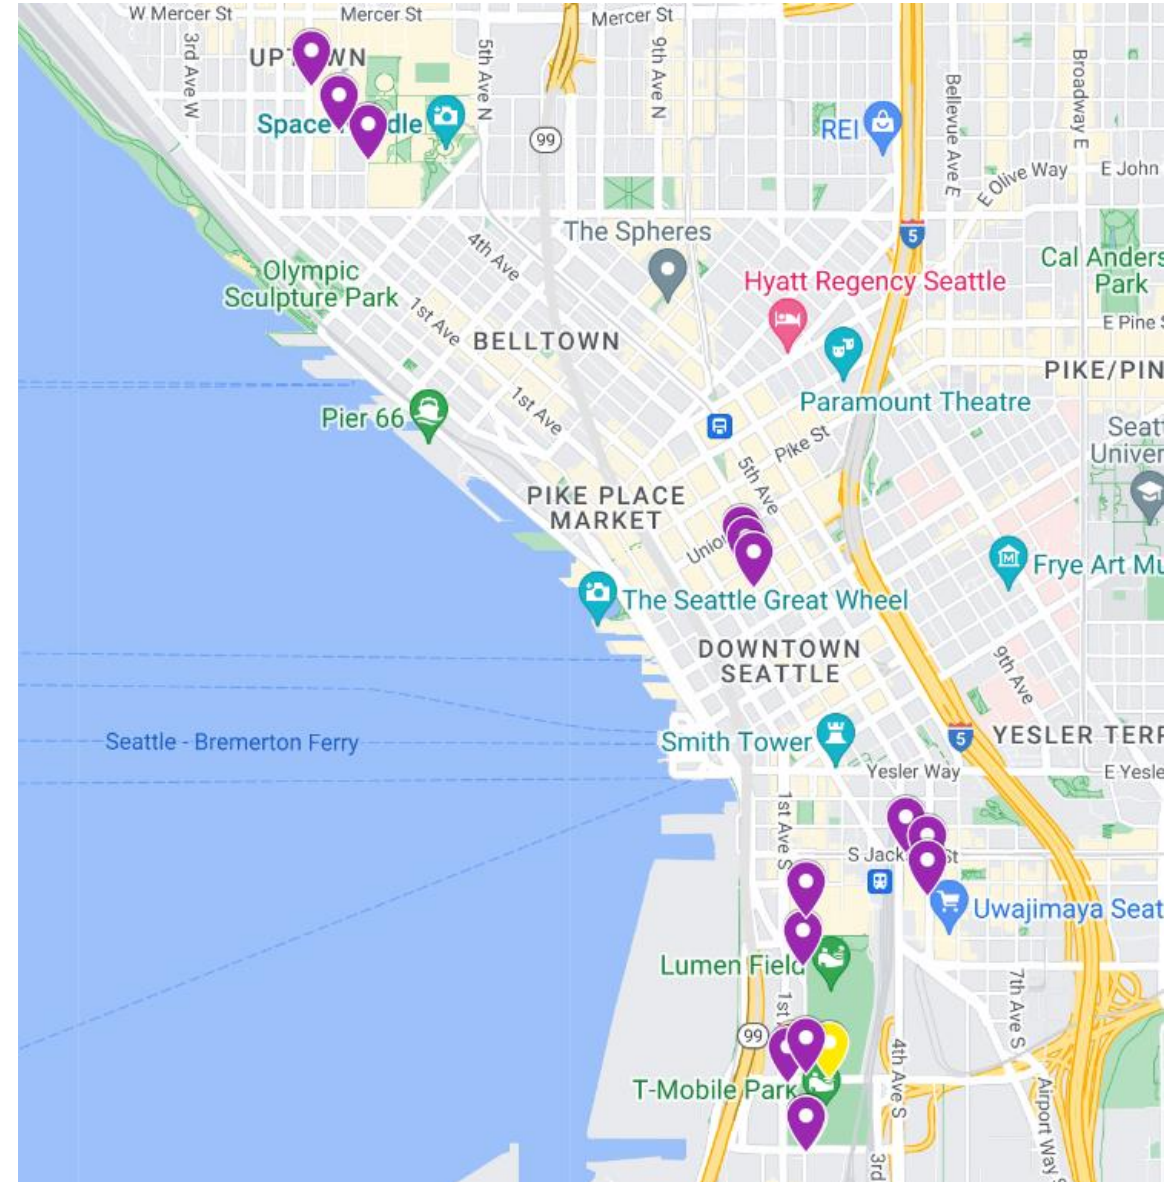 W Mercer St
Mercer St
Mercer St
3rd Ave W
5th Ave N
9th Ave N
Bellevue Ave E
Broadway E
99
REI
E Olive Way
E John
5
4th Ave
The Spheres
Olympic
Sculpture Park
1st Ave
BELLTOWN
Hyatt Regency Seattle
Cal Anders
Park
E Pine
PIKE/PIN
Paramount Theatre
Pier 66
1st Ave
Pike St
5th Ave
Seatt
Univer
PIKE PLACE
MARKET
Frye Art Mu
The Seattle Great Wheel
DOWNTOWN
SEATTLE
9th Ave
Seattle - Bremerton Ferry
Smith Tower
5
YESLER TERR
Yesler Way
E Yesle
1st Ave S
S Jack
St
Uwajimaya Seat
Lumen Field
7th Ave S
99
4th Ave S
T-Mobile Park
Airport Way
3rd